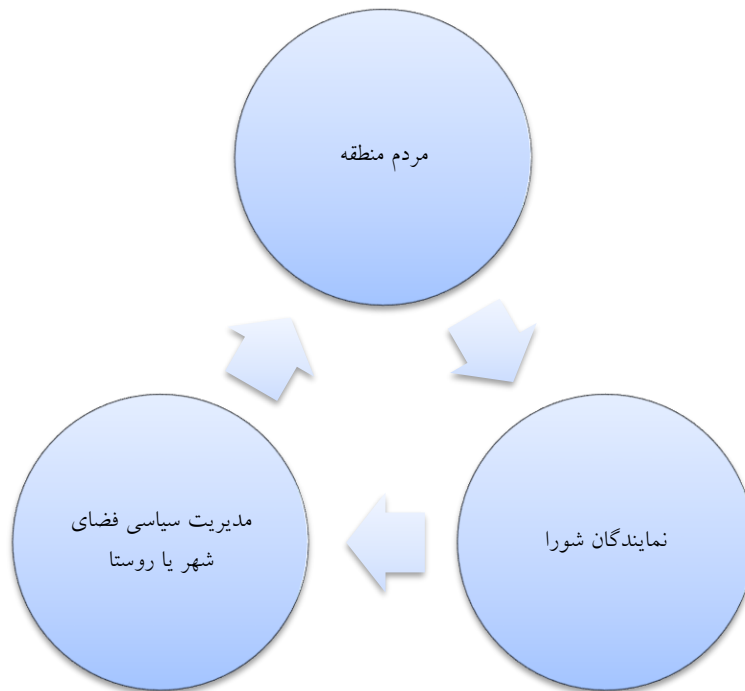 مردم منطقه
نمایندگان شورا
مدیریت سیاسی فضای
شهر یا روستا